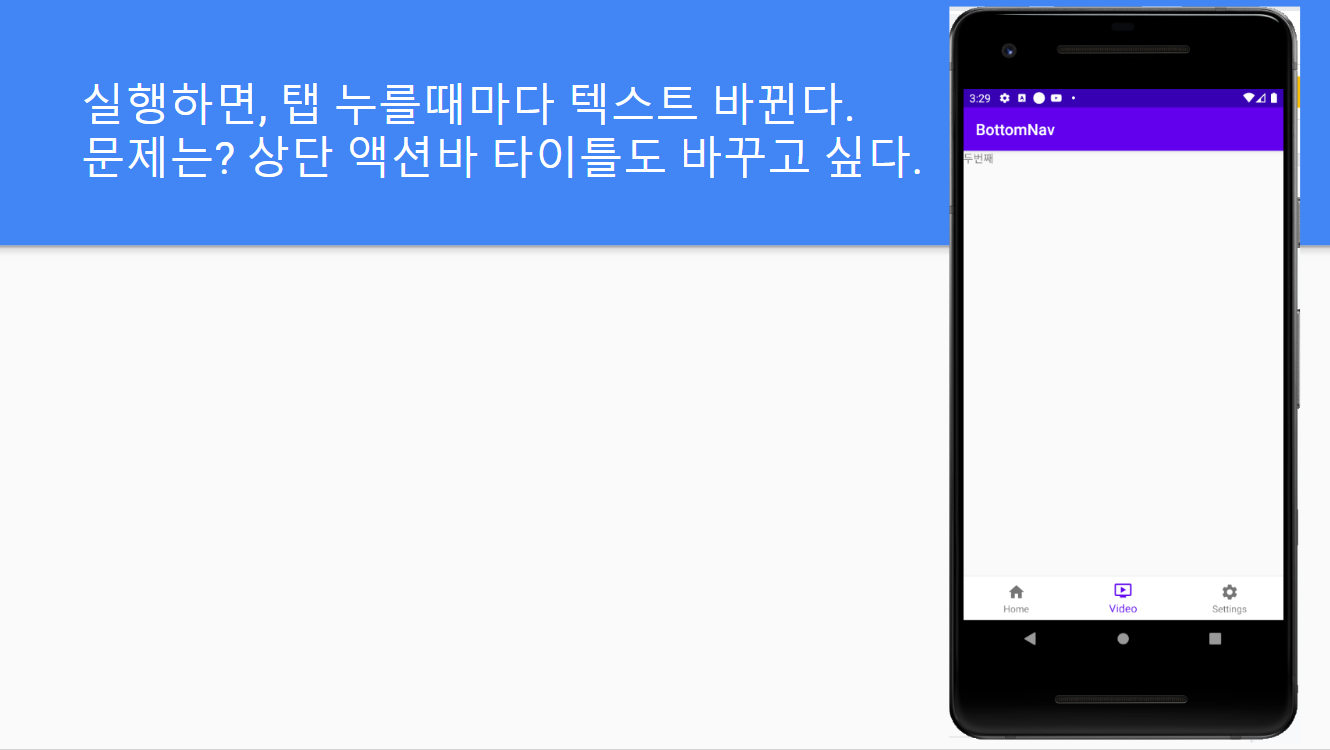 실행하면, 탭 누를때마다 텍스트 바뀐다.
문제는? 상단 액션바 타이틀도 바꾸고 싶다.
3:29
BottomNav
두번째
Home
Video
Settings